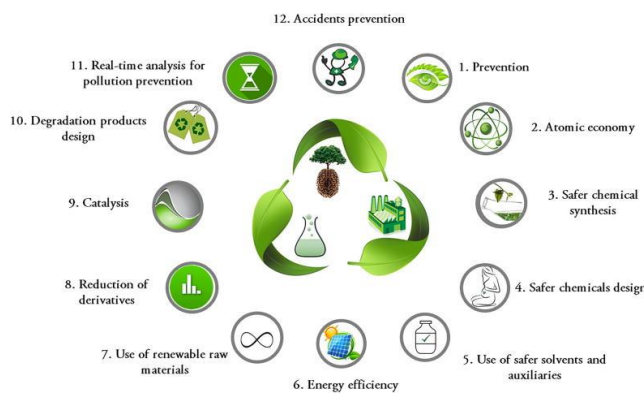 12. Accidents prevention
1. Prevention
2. Atomic economy
3. Safer chemical
synthesis
4. Safer chemicals design
5. Use of safer solvents and
auxiliaries
6. Energy efficiency
7. Use of renewable raw
materials
8. Reduction of
derivatives
9. Catalysis
10. Degradation products
design
11. Real-time analysis for
pollution prevention